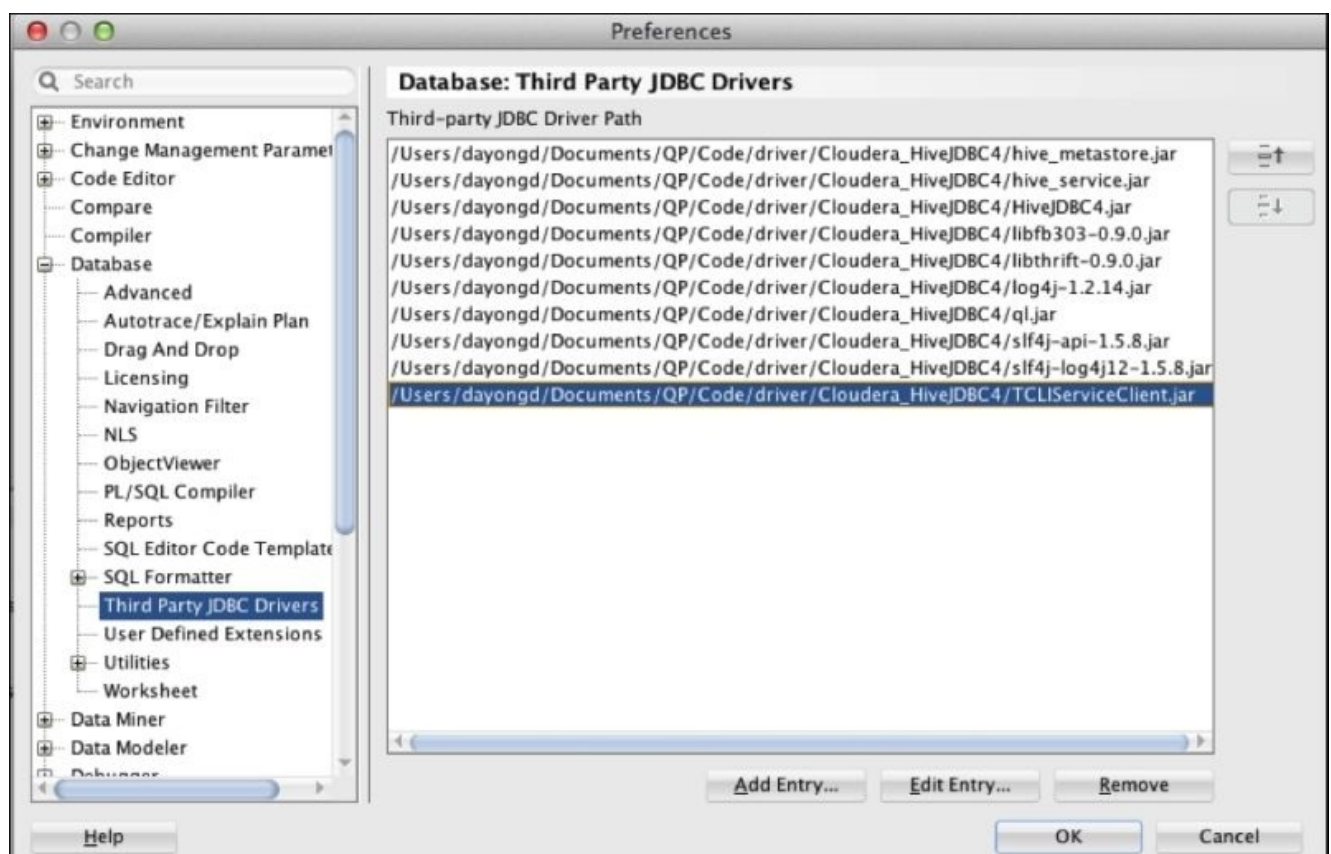 Preferences
Search
Environment
Change Management Paramet
Code Editor
Compare
Compiler
Database
Advanced
Autotrace/Explain Plan
Drag And Drop
Licensing
Navigation Filter
NLS
ObjectViewer
PL/SQL Compiler
Reports
SQL Editor Code Template
SQL Formatter
Third Party JDBC Drivers
User Defined Extensions
Utilities
Worksheet
Data Miner
Data Modeler
Debugger
Database: Third Party JDBC Drivers
Third-party JDBC Driver Path
/Users/dayongd/Documents/QP/Code/driver/Cloudera_HiveJDBC4/hive_metastore.jar
/Users/dayongd/Documents/QP/Code/driver/Cloudera_HiveJDBC4/hive_service.jar
/Users/dayongd/Documents/QP/Code/driver/Cloudera_HiveJDBC4/HiveJDBC4.jar
/Users/dayongd/Documents/QP/Code/driver/Cloudera_HiveJDBC4/libfb303-0.9.0.jar
/Users/dayongd/Documents/QP/Code/driver/Cloudera_HiveJDBC4/libthrift-0.9.0.jar
/Users/dayongd/Documents/QP/Code/driver/Cloudera_HiveJDBC4/log4j-1.2.14.jar
/Users/dayongd/Documents/QP/Code/driver/Cloudera_HiveJDBC4/ql.jar
/Users/dayongd/Documents/QP/Code/driver/Cloudera_HiveJDBC4/slf4j-api-1.5.8.jar
/Users/dayongd/Documents/QP/Code/driver/Cloudera_HiveJDBC4/slf4j-log4j12-1.5.8.jar
/Users/dayongd/Documents/QP/Code/driver/Cloudera_HiveJDBC4/TCLIServiceClient.jar
Add Entry... Edit Entry... Remove
Help OK Cancel